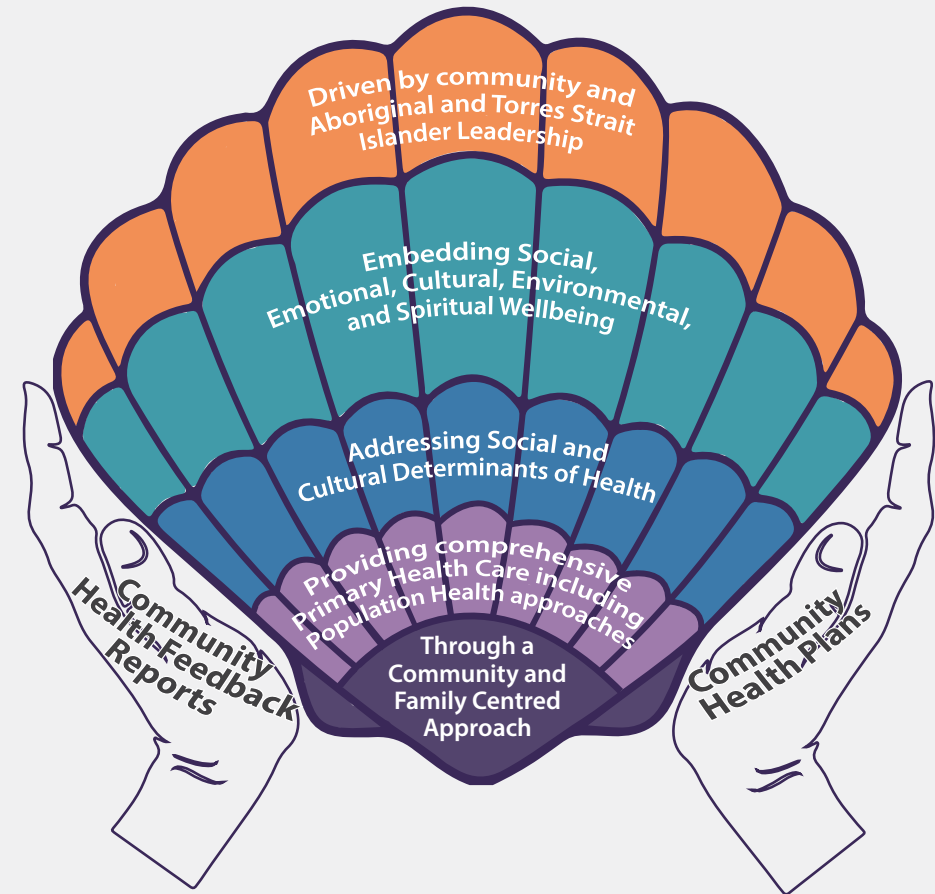 Driven by community and
Aboriginal and Torres Strait
Islander Leadership
Embedding Social,
Emotional, Cultural, Environmental,
and Spiritual Wellbeing
Addressing Social and
Cultural Determinants of Health
Providing comprehensive
Primary Health Care including
Population Health approaches
Through a
Community and
Family Centred
Approach
Community
Health Feedback
Reports
Community
Health Plans